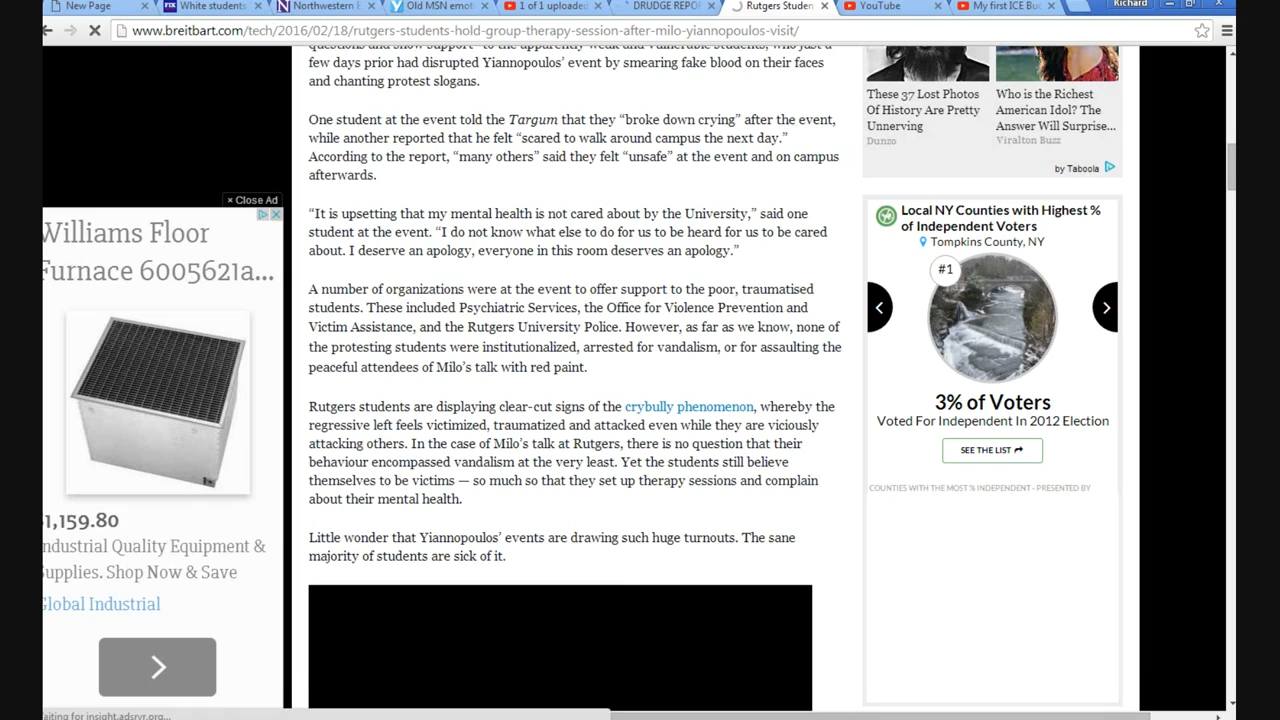 New Page
White students
Northwestern E
Old MSN emoti
1 of 1 uploaded
DRUDGE REPOR
Rutgers Studen
YouTube
My first ICE Buc
Richard
www.breitbart.com/tech/2016/02/18/rutgers-students-hold-group-therapy-session-after-milo-yiannopoulos-visit/
questions and show support to the apparently weak and vulnerable students, who just a
few days prior had disrupted Yiannopoulos’ event by smearing fake blood on their faces
and chanting protest slogans.
One student at the event told the Targum that they “broke down crying” after the event,
while another reported that he felt “scared to walk around campus the next day.”
According to the report, “many others” said they felt “unsafe” at the event and on campus
afterwards.
“It is upsetting that my mental health is not cared about by the University,” said one
student at the event. “I do not know what else to do for us to be heard for us to be cared
about. I deserve an apology, everyone in this room deserves an apology.”
A number of organizations were at the event to offer support to the poor, traumatised
students. These included Psychiatric Services, the Office for Violence Prevention and
Victim Assistance, and the Rutgers University Police. However, as far as we know, none of
the protesting students were institutionalized, arrested for vandalism, or for assaulting the
peaceful attendees of Milo’s talk with red paint.
Rutgers students are displaying clear-cut signs of the crybully phenomenon, whereby the
regressive left feels victimized, traumatized and attacked even while they are viciously
attacking others. In the case of Milo’s talk at Rutgers, there is no question that their
behaviour encompassed vandalism at the very least. Yet the students still believe
themselves to be victims — so much so that they set up therapy sessions and complain
about their mental health.
Little wonder that Yiannopoulos’ events are drawing such huge turnouts. The sane
majority of students are sick of it.
× Close Ad
Williams Floor
Furnace 6005621a...
$1,159.80
Industrial Quality Equipment &
Supplies. Shop Now & Save
Global Industrial
These 37 Lost Photos
Of History Are Pretty
Unnerving
Dunzo
Who is the Richest
American Idol? The
Answer Will Surprise...
Viralton Buzz
by Taboola
Local NY Counties with Highest %
of Independent Voters
Tompkins County, NY
#1
3% of Voters
Voted For Independent In 2012 Election
SEE THE LIST
COUNTIES WITH THE MOST % INDEPENDENT - PRESENTED BY
Waiting for insight.adsrvr.org...